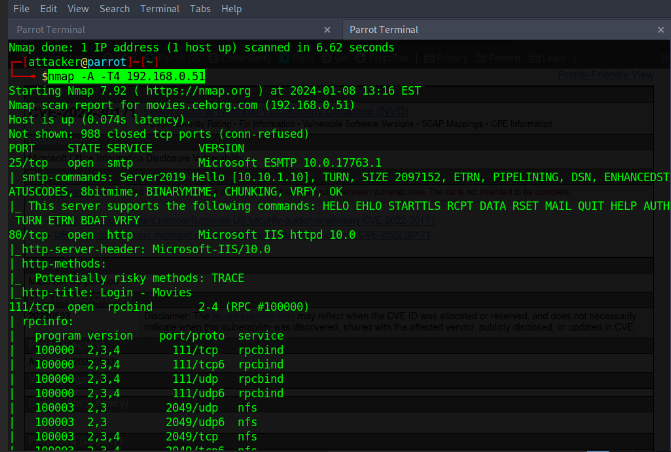 File Edit View Search Terminal Tabs Help
Parrot Terminal × Parrot Terminal ×
Nmap done: 1 IP address (1 host up) scanned in 6.62 seconds
[attacker@parrot]-[~]
$nmap -A -T4 192.168.0.51
Starting Nmap 7.92 ( https://nmap.org ) at 2024-01-08 13:16 EST
Nmap scan report for movies.cehorg.com (192.168.0.51)
Host is up (0.074s latency).
Not shown: 988 closed tcp ports (conn-refused)
PORT     STATE SERVICE       VERSION
25/tcp   open  smtp          Microsoft ESMTP 10.0.17763.1
| smtp-commands: Server2019 Hello [10.10.1.10], TURN, SIZE 2097152, ETRN, PIPELINING, DSN, ENHANCEDST
ATUSCODES, 8bitmime, BINARYMIME, CHUNKING, VRFY, OK
|_ This server supports the following commands: HELO EHLO STARTTLS RCPT DATA RSET MAIL QUIT HELP AUTH
TURN ETRN BDAT VRFY
80/tcp   open  http          Microsoft IIS httpd 10.0
|_http-server-header: Microsoft-IIS/10.0
| http-methods:
|_  Potentially risky methods: TRACE
|_http-title: Login - Movies
111/tcp  open  rpcbind       2-4 (RPC #100000)
| rpcinfo:
|   program version    port/proto  service
|   100000  2,3,4        111/tcp   rpcbind
|   100000  2,3,4        111/tcp6  rpcbind
|   100000  2,3,4        111/udp   rpcbind
|   100000  2,3,4        111/udp6  rpcbind
|   100003  2,3         2049/udp   nfs
|   100003  2,3         2049/udp6  nfs
|   100003  2,3,4       2049/tcp   nfs
|   100003  2,3,4       2049/tcp6  nfs